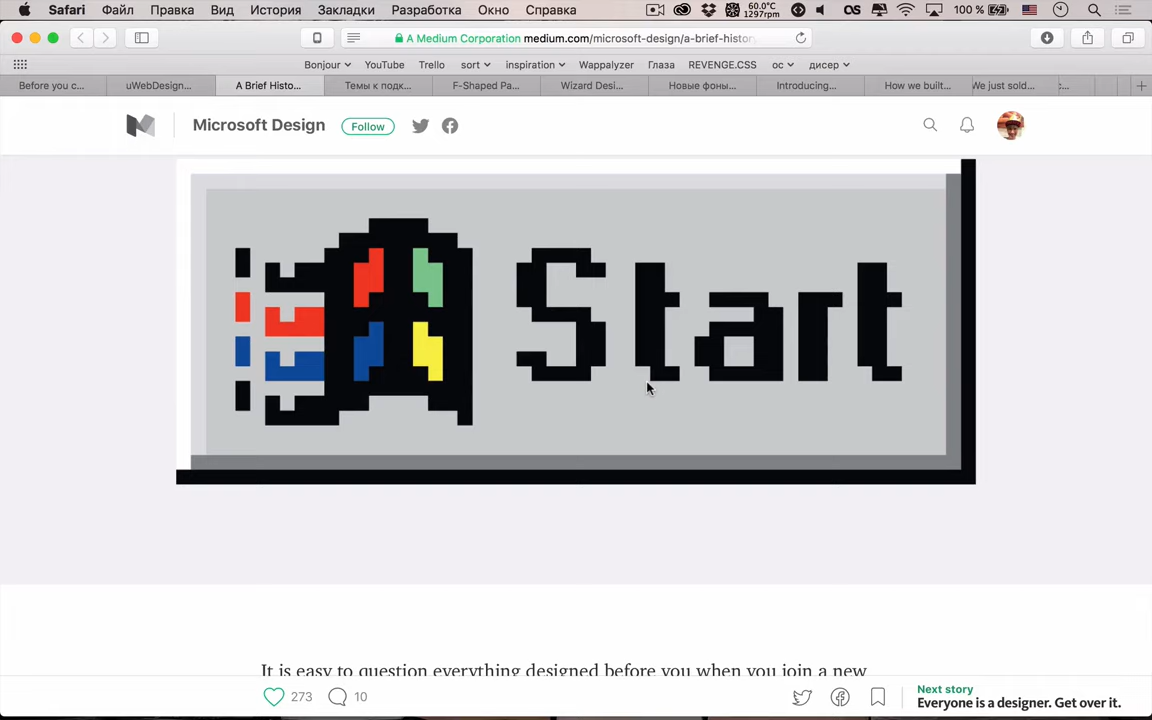 Safari Файл Правка Вид История Закладки Разработка Окно Справка 60.0°C 1297rpm 100 %
A Medium Corporation medium.com/microsoft-design/a-brief-histor
Bonjour YouTube Trello sort inspiration Wappalyzer Глаза REVENGE.CSS ос дисер
Before you c... uWebDesign... A Brief Histo... Темы к подк... F-Shaped Pa... Wizard Desi... Новые фоны... Introducing... How we built... We just sold...
Microsoft Design Follow
Start
It is easy to question everything designed before you when you join a new
273 10
Next story
Everyone is a designer. Get over it.